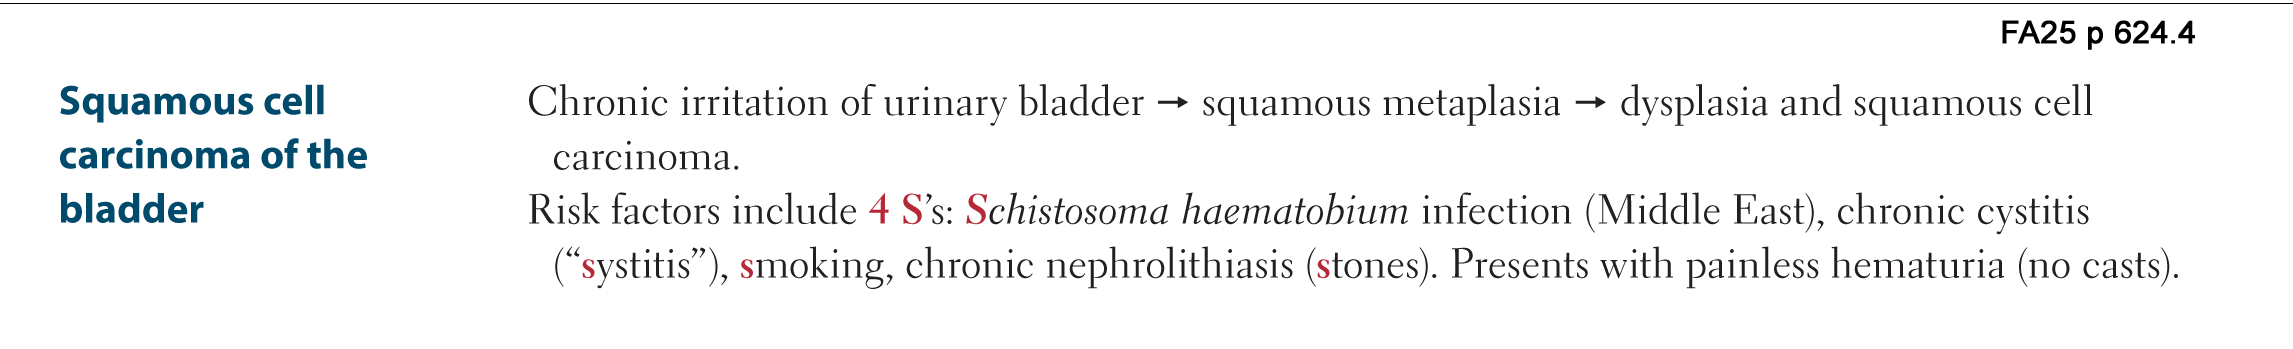 FA25 p 624.4
Squamous cell
carcinoma of the
bladder
Chronic irritation of urinary bladder → squamous metaplasia → dysplasia and squamous cell
carcinoma.
Risk factors include 4 S’s: Schistosoma haematobium infection (Middle East), chronic cystitis
(“systitis”), smoking, chronic nephrolithiasis (stones). Presents with painless hematuria (no casts).